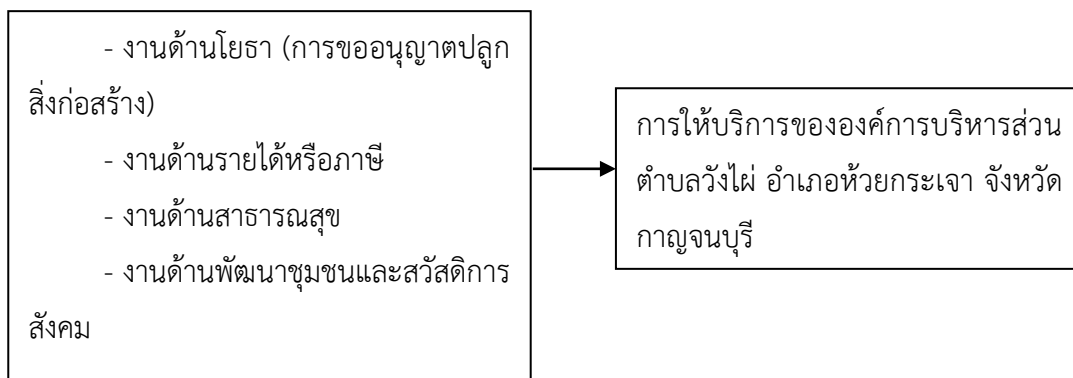 - งานด้านโยธา (การขออนุญาตปลูก
สิ่งก่อสร้าง)
- งานด้านรายได้หรือภาษี
- งานด้านสาธารณสุข
- งานด้านพัฒนาชุมชนและสวัสดิการ
สังคม
การให้บริการขององค์การบริหารส่วน
ตำบลวังไผ่ อำเภอห้วยกระเจา จังหวัด
กาญจนบุรี